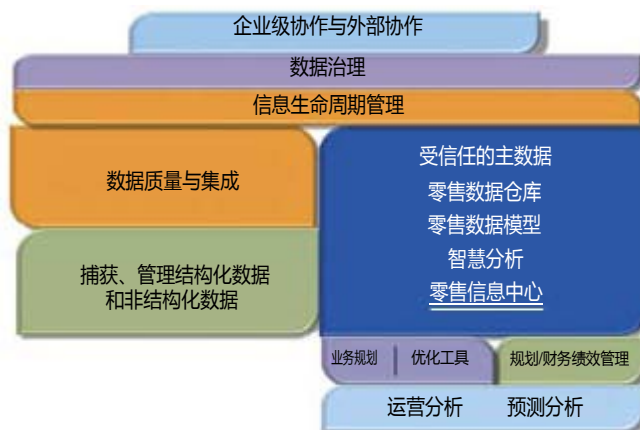 企业级协作与外部协作
数据治理
信息生命周期管理
数据质量与集成
捕获、管理结构化数据
和非结构化数据
受信任的主数据
零售数据仓库
零售数据模型
智慧分析
零售信息中心
业务规划
优化工具
规划/财务绩效管理
运营分析 预测分析